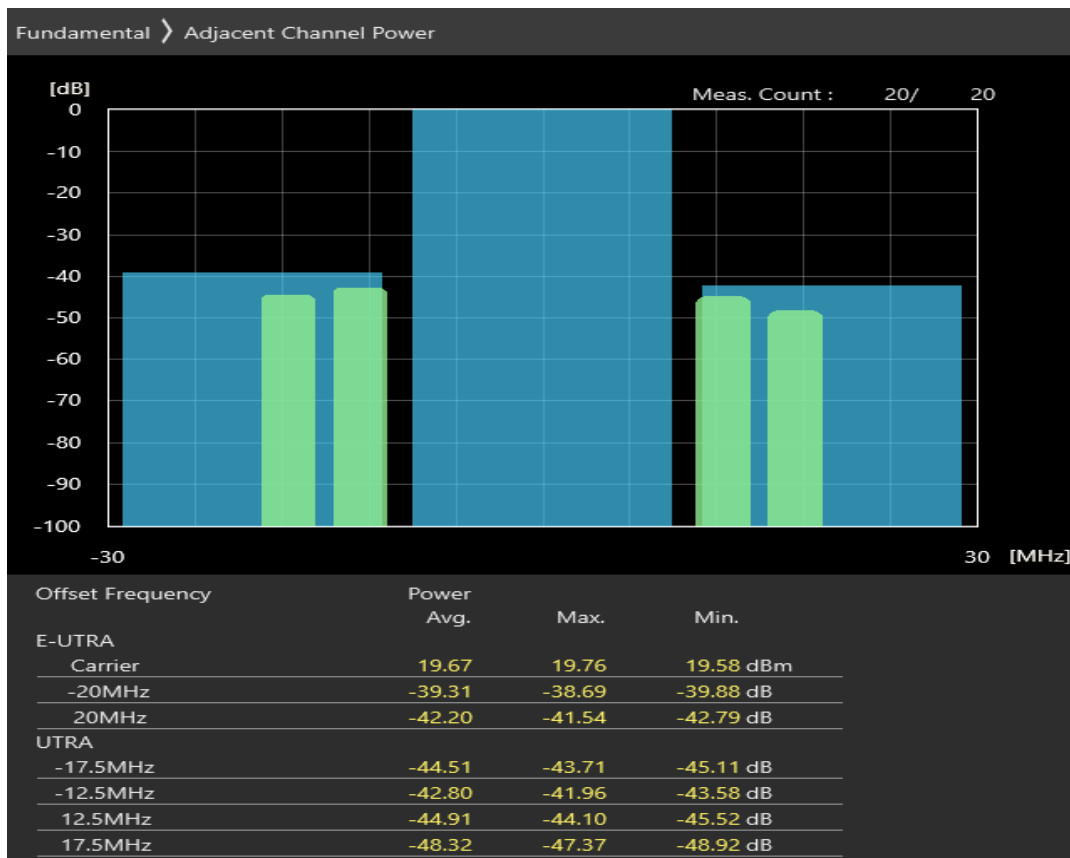 Fundamental 〉 Adjacent Channel Power
[dB]
Meas. Count : 20/ 20
0
-10
-20
-30
-40
-50
-60
-70
-80
-90
-100
-30 30 [MHz]
Offset Frequency Power
Avg. Max. Min.
E-UTRA
Carrier 19.67 19.76 19.58 dBm
-20MHz -39.31 -38.69 -39.88 dB
20MHz -42.20 -41.54 -42.79 dB
UTRA
-17.5MHz -44.51 -43.71 -45.11 dB
-12.5MHz -42.80 -41.96 -43.58 dB
12.5MHz -44.91 -44.10 -45.52 dB
17.5MHz -48.32 -47.37 -48.92 dB